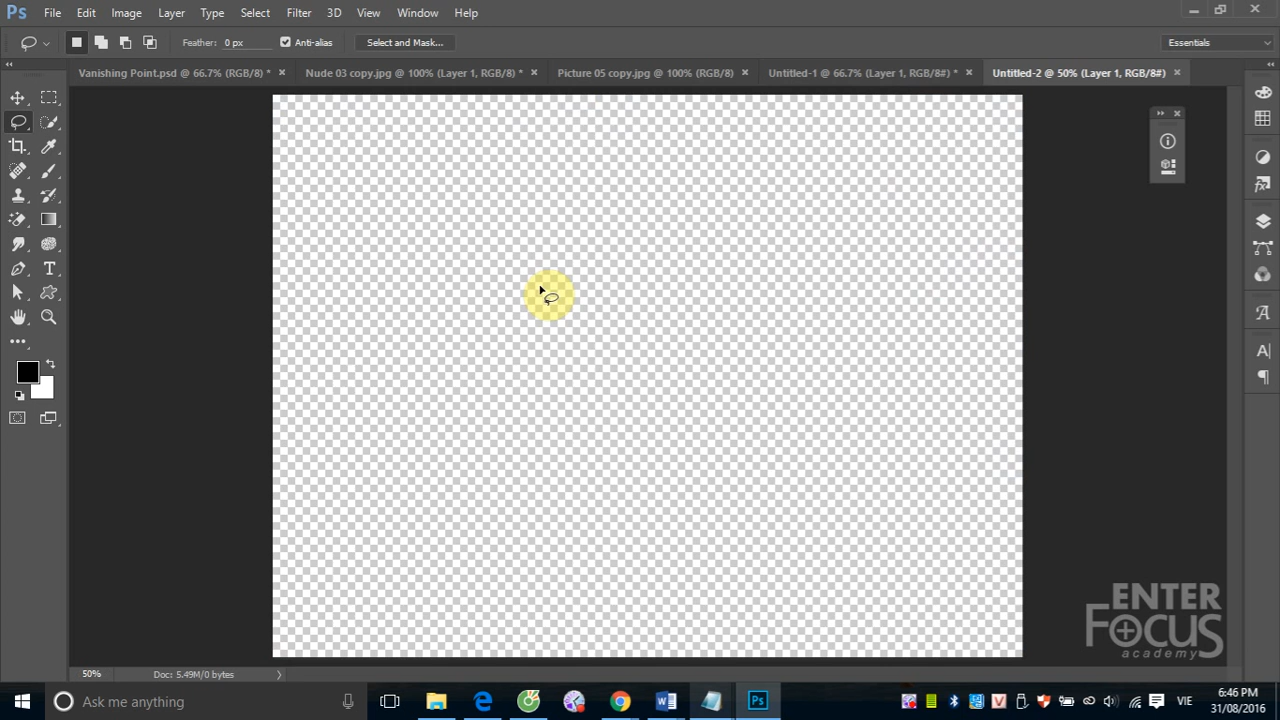 Ps File Edit Image Layer Type Select Filter 3D View Window Help
Feather: 0 px Anti-alias Select and Mask... Essentials
Vanishing Point.psd @ 66.7% (RGB/8) * Nude 03 copy.jpg @ 100% (Layer 1, RGB/8) * Picture 05 copy.jpg @ 100% (RGB/8) Untitled-1 @ 66.7% (Layer 1, RGB/8#) * Untitled-2 @ 50% (Layer 1, RGB/8#)
ENTER
FOCUS
academy
50% Doc: 5.49M/0 bytes
Ask me anything
VIE
6:46 PM
31/08/2016